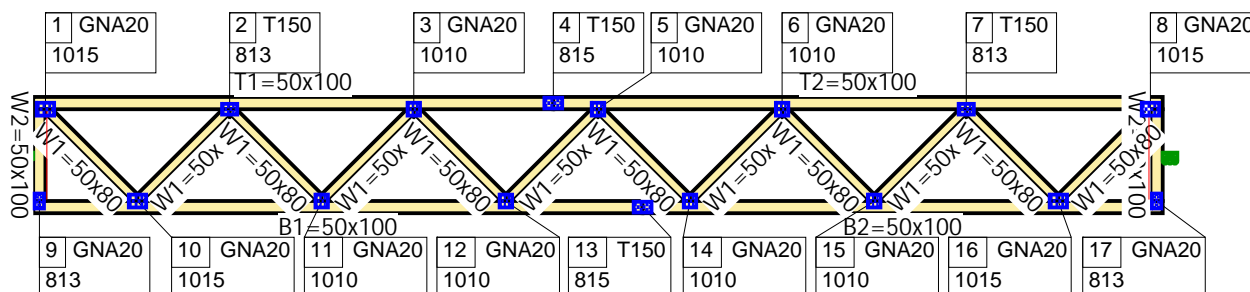 1 GNA20
1015
2 T150
813
3 GNA20
1010
4 T150
815
5 GNA20
1010
6 GNA20
1010
7 T150
813
8 GNA20
1015
T1=50x100
T2=50x100
W2=50x100
W1=50x80
W1=50x
W1=50x80
W1=50x
W1=50x80
W1=50x
W1=50x80
W1=50x
W1=50x80
W1=50x
W1=50x80
W1=50x80
W2=50x100
B1=50x100
B2=50x100
9 GNA20
813
10 GNA20
1015
11 GNA20
1010
12 GNA20
1010
13 T150
815
14 GNA20
1010
15 GNA20
1010
16 GNA20
1015
17 GNA20
813